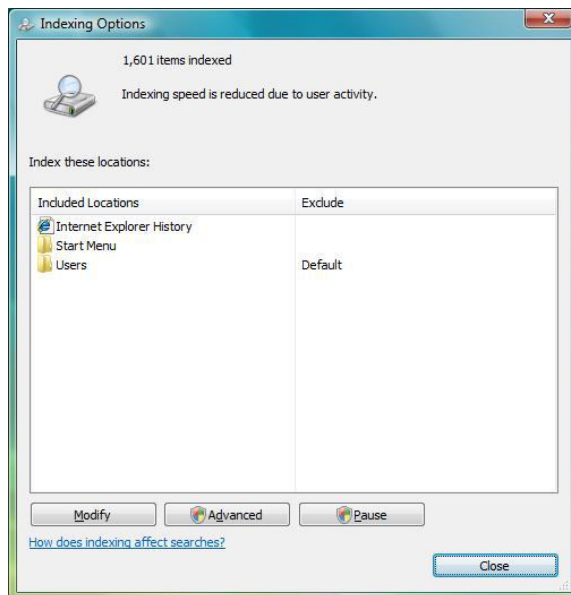 Indexing Options
1,601 items indexed
Indexing speed is reduced due to user activity.
Index these locations:
Included Locations Exclude
Internet Explorer History
Start Menu
Users Default
Modify Advanced Pause
How does indexing affect searches?
Close